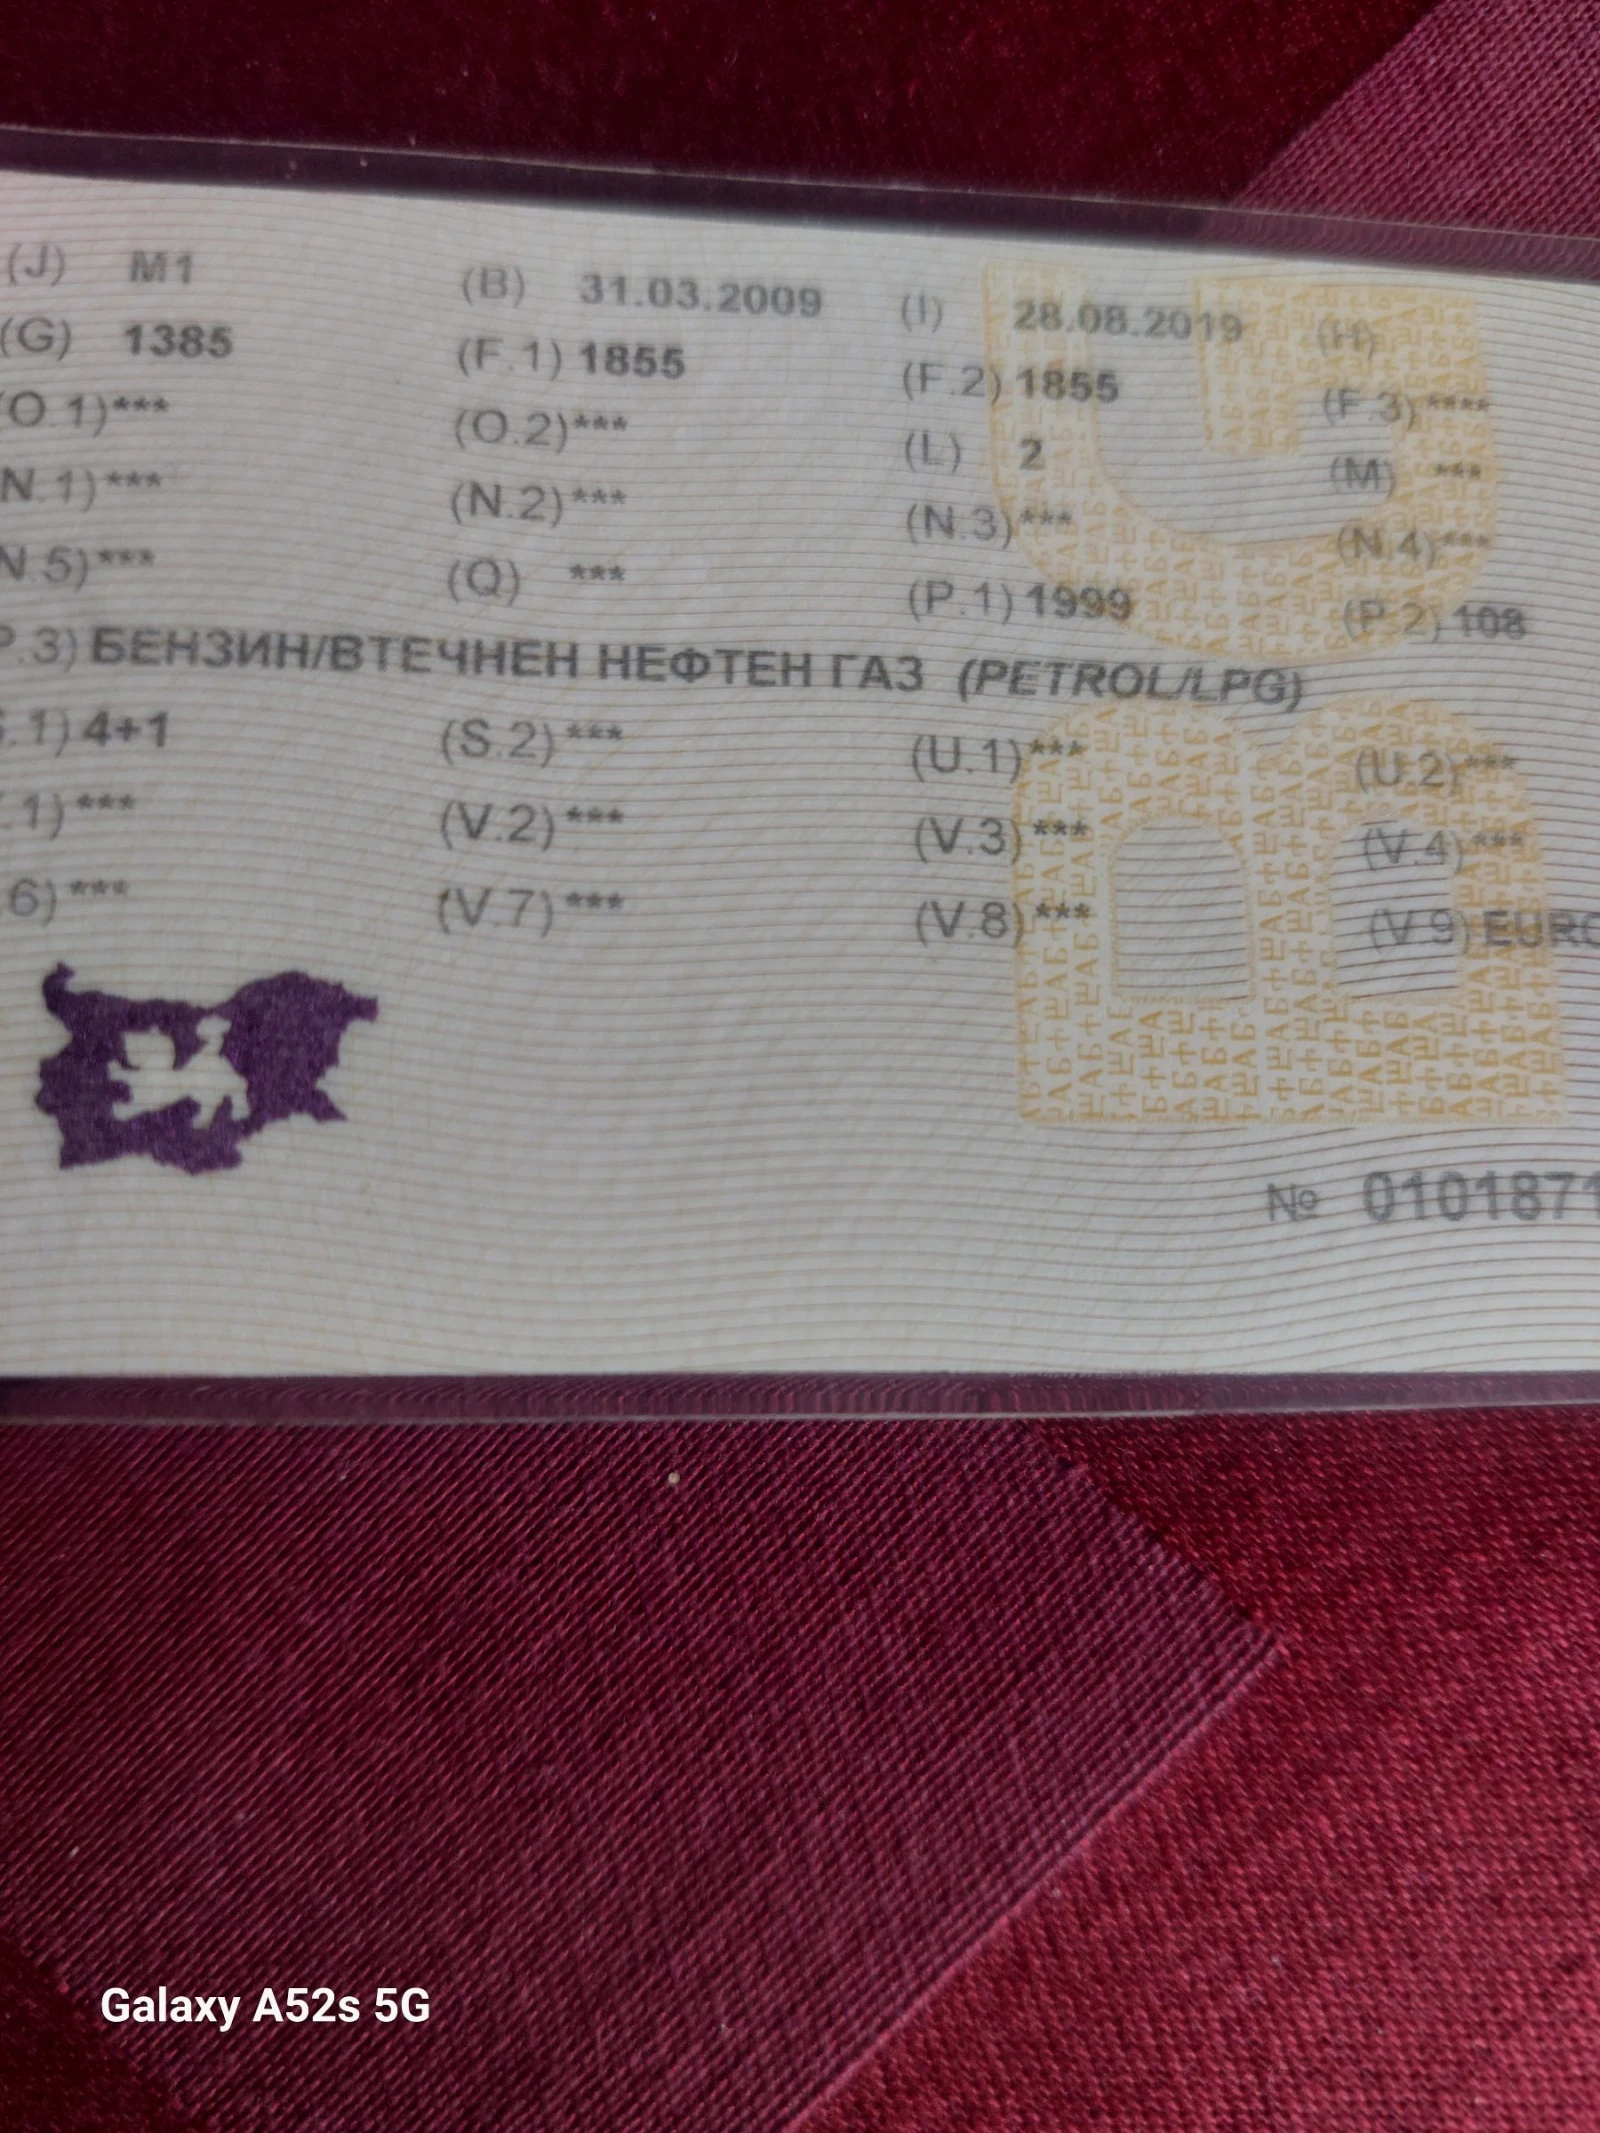 (J) M1 (B) 31.03.2009 (I) 28.08.2019 (H)
(G) 1385 (F.1) 1855 (F.2) 1855 (F.3)****
O.1)*** (O.2)*** (L) 2 (M) ***
N.1)*** (N.2)*** (N.3)*** (N.4)***
N.5)*** (Q) *** (P.1) 1999 (P.2) 108
P.3) БЕНЗИН/ВТЕЧНЕН НЕФТЕН ГАЗ (PETROL/LPG)
.1) 4+1 (S.2)*** (U.1)*** (U.2)***
.1)*** (V.2)*** (V.3)*** (V.4)***
.6)*** (V.7)*** (V.8)*** (V.9) EURO
№ 0101871
Galaxy A52s 5G